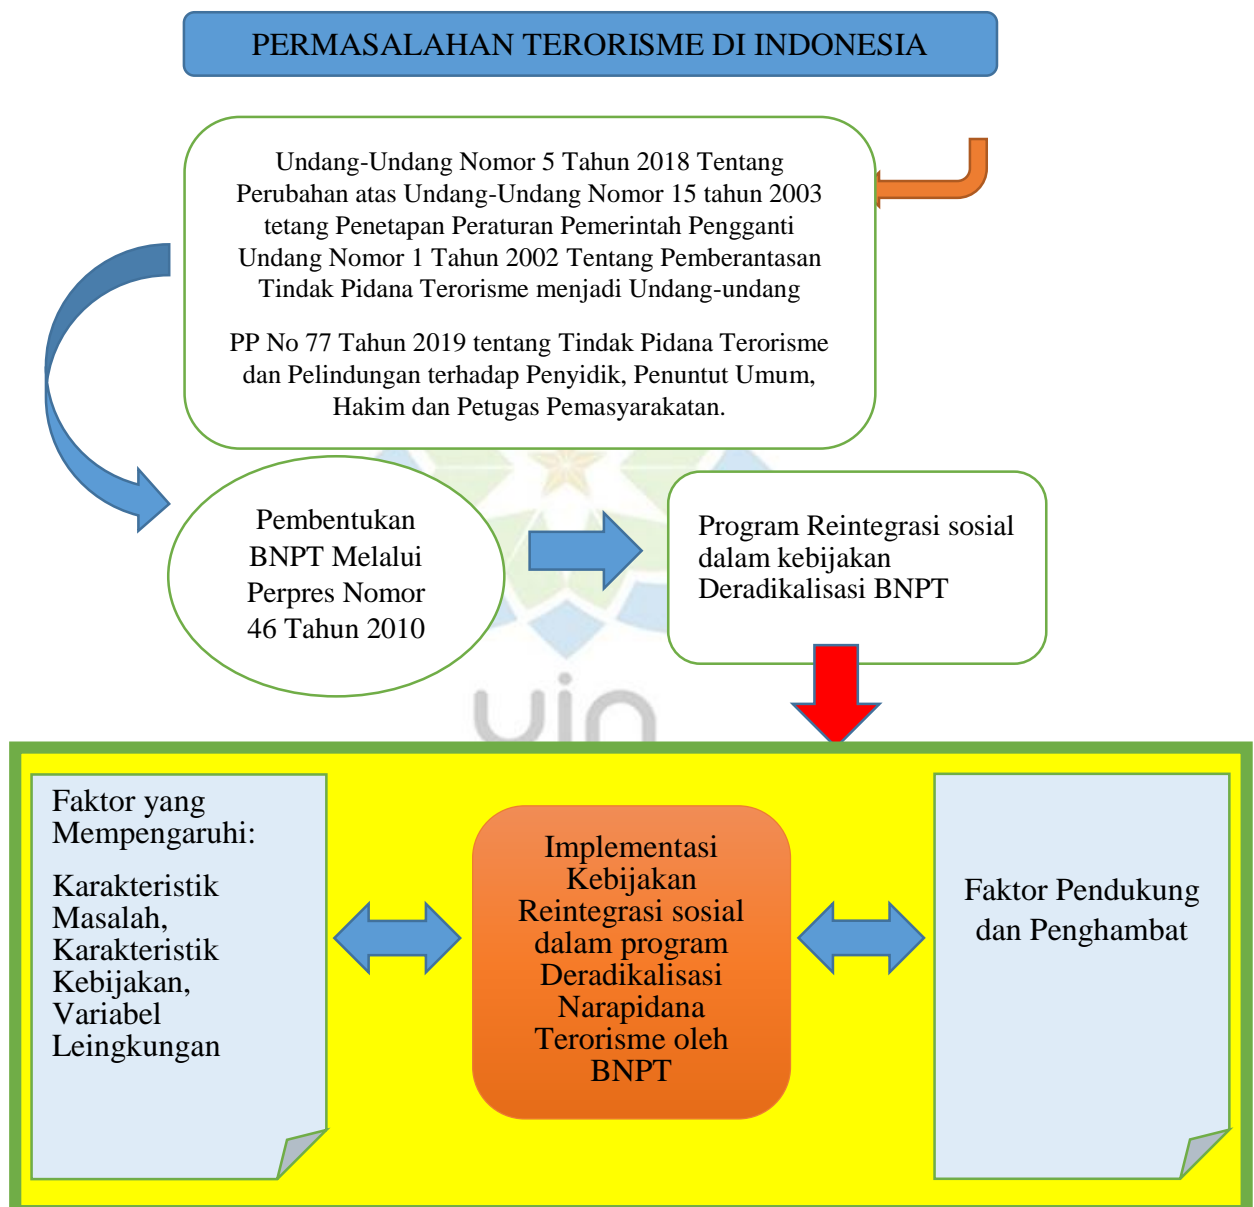 PERMASALAHAN TERORISME DI INDONESIA
Undang-Undang Nomor 5 Tahun 2018 Tentang
Perubahan atas Undang-Undang Nomor 15 tahun 2003
tetang Penetapan Peraturan Pemerintah Pengganti
Undang Nomor 1 Tahun 2002 Tentang Pemberantasan
Tindak Pidana Terorisme menjadi Undang-undang
PP No 77 Tahun 2019 tentang Tindak Pidana Terorisme
dan Pelindungan terhadap Penyidik, Penuntut Umum,
Hakim dan Petugas Pemasyarakatan.
Pembentukan
BNPT Melalui
Perpres Nomor
46 Tahun 2010
Program Reintegrasi sosial
dalam kebijakan
Deradikalisasi BNPT
uin
Faktor yang
Mempengaruhi:
Karakteristik
Masalah,
Karakteristik
Kebijakan,
Variabel
Leingkungan
Implementasi
Kebijakan
Reintegrasi sosial
dalam program
Deradikalisasi
Narapidana
Terorisme oleh
BNPT
Faktor Pendukung
dan Penghambat